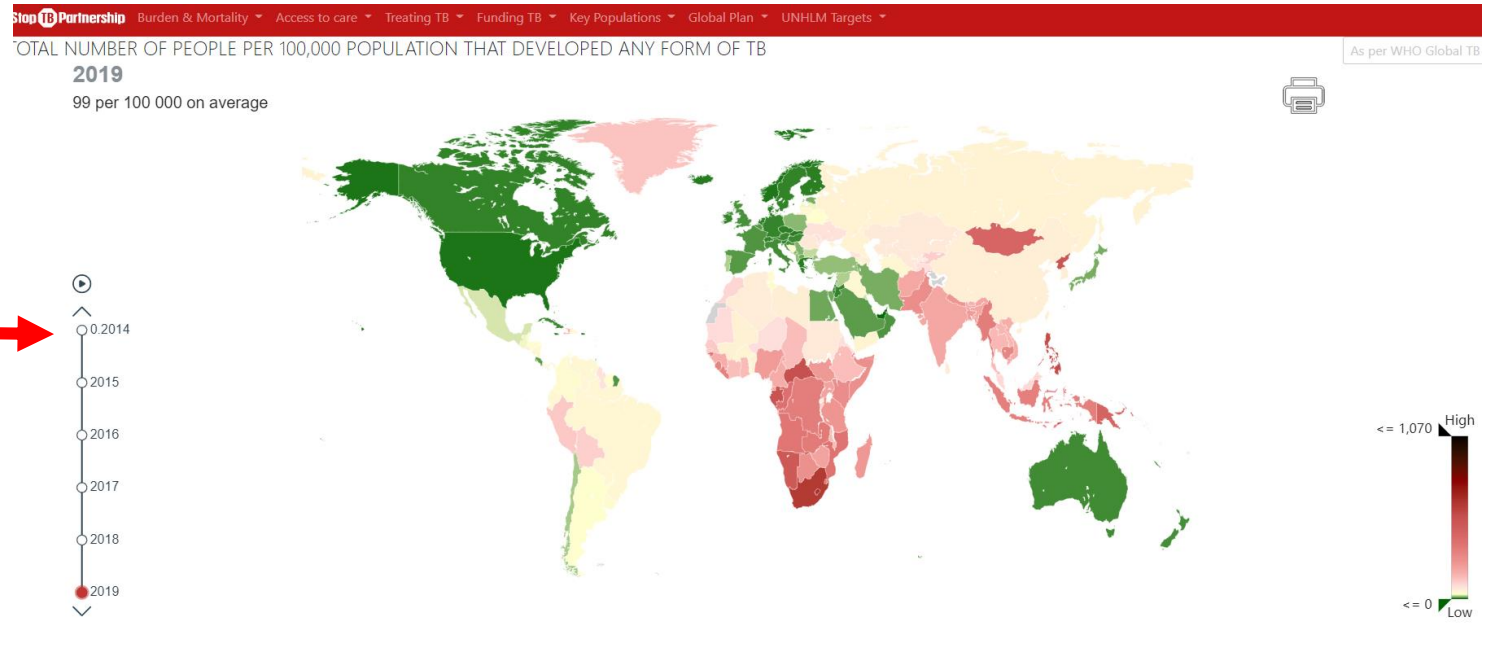 Stop TB Partnership Burden & Mortality Access to care Treating TB Funding TB Key Populations Global Plan UNHLM Targets
OTAL NUMBER OF PEOPLE PER 100,000 POPULATION THAT DEVELOPED ANY FORM OF TB
As per WHO Global TB
2019
99 per 100 000 on average
0.2014
2015
2016
2017
2018
2019
High
<= 1,070
<= 0
Low